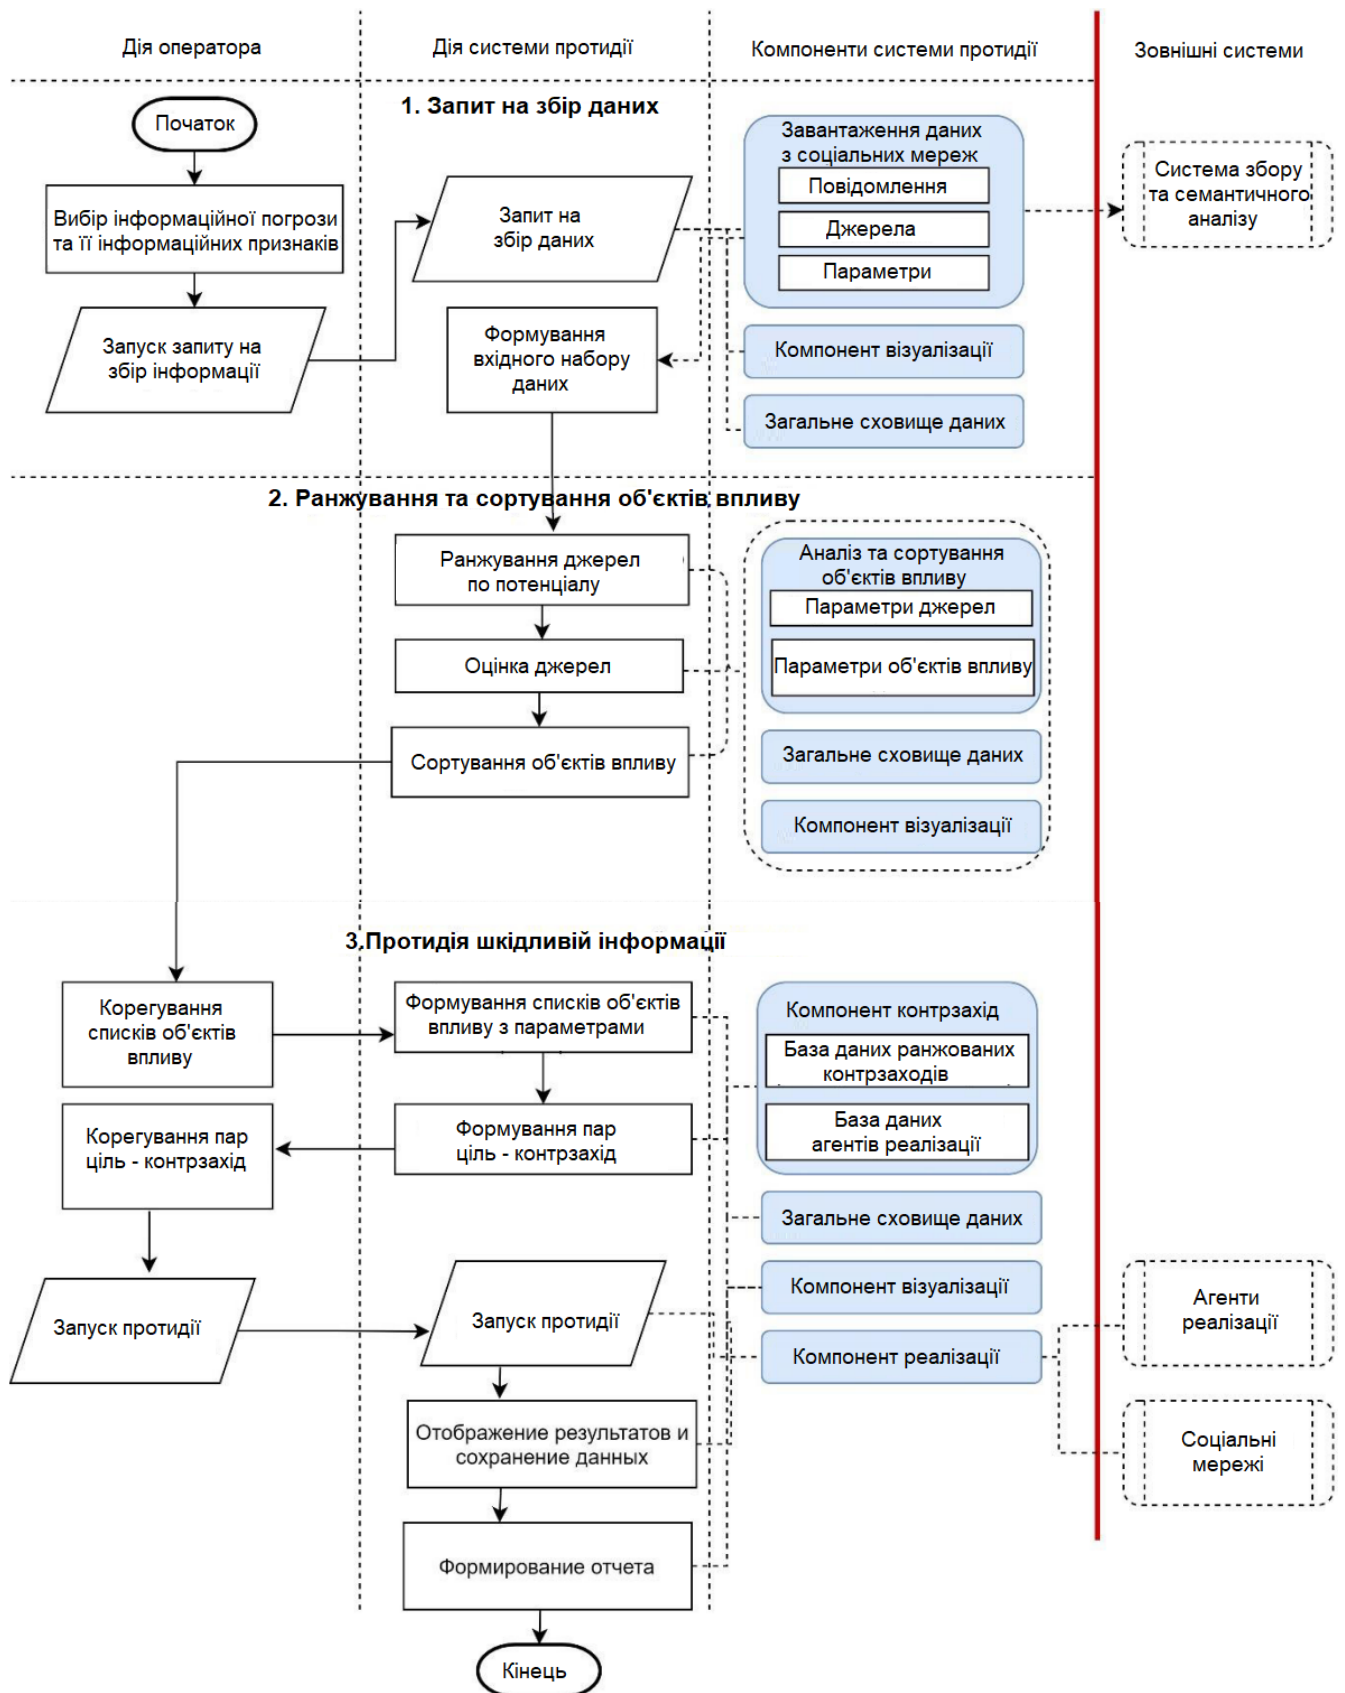 Дія оператора
Дія системи протидії
Компоненти системи протидії
Зовнішні системи
1. Запит на збір даних
Початок
Вибір інформаційної погрози
та її інформаційних признаків
Запуск запиту на
збір інформації
Запит на
збір даних
Формування
вхідного набору
даних
Завантаження даних
з соціальних мереж
Повідомлення
Джерела
Параметри
Компонент візуалізації
Загальне сховище даних
Система збору
та семантичного
аналізу
2. Ранжування та сортування об'єктів впливу
Ранжування джерел
по потенціалу
Оцінка джерел
Сортування об'єктів впливу
Аналіз та сортування
об'єктів впливу
Параметри джерел
Параметри об'єктів впливу
Загальне сховище даних
Компонент візуалізації
3.Протидія шкідливій інформації
Корегування
списків об'єктів
впливу
Формування списків об'єктів
впливу з параметрами
Корегування пар
ціль - контрзахід
Формування пар
ціль - контрзахід
Запуск протидії
Запуск протидії
Отображение результатов и
сохранение данных
Формирование отчета
Кінець
Компонент контрзахід
База даних ранжованих
контрзаходів
База даних
агентів реалізації
Загальне сховище даних
Компонент візуалізації
Компонент реалізації
Агенти
реалізації
Соціальні
мережі